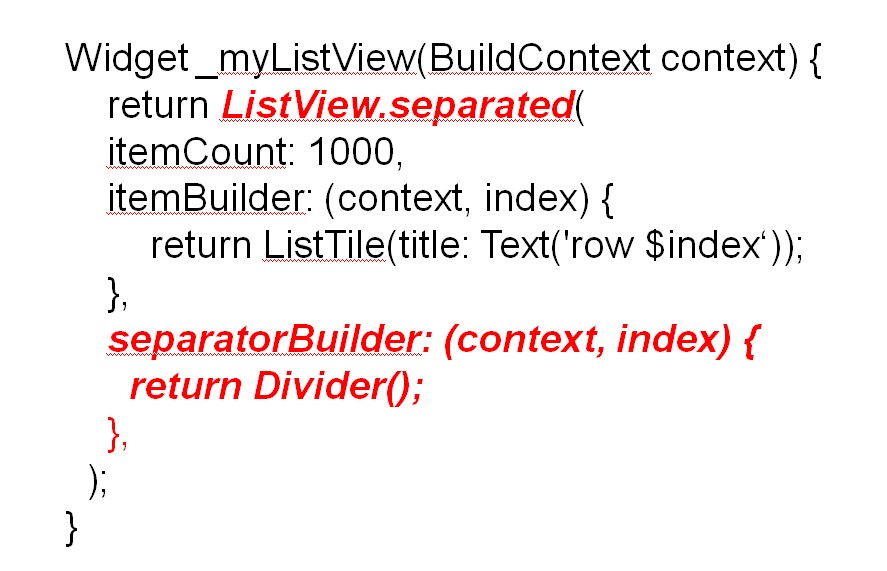 Widget _myListView(BuildContext context) {
return ListView.separated(
itemCount: 1000,
itemBuilder: (context, index) {
return ListTile(title: Text('row $index‘));
},
separatorBuilder: (context, index) {
return Divider();
},
);
}